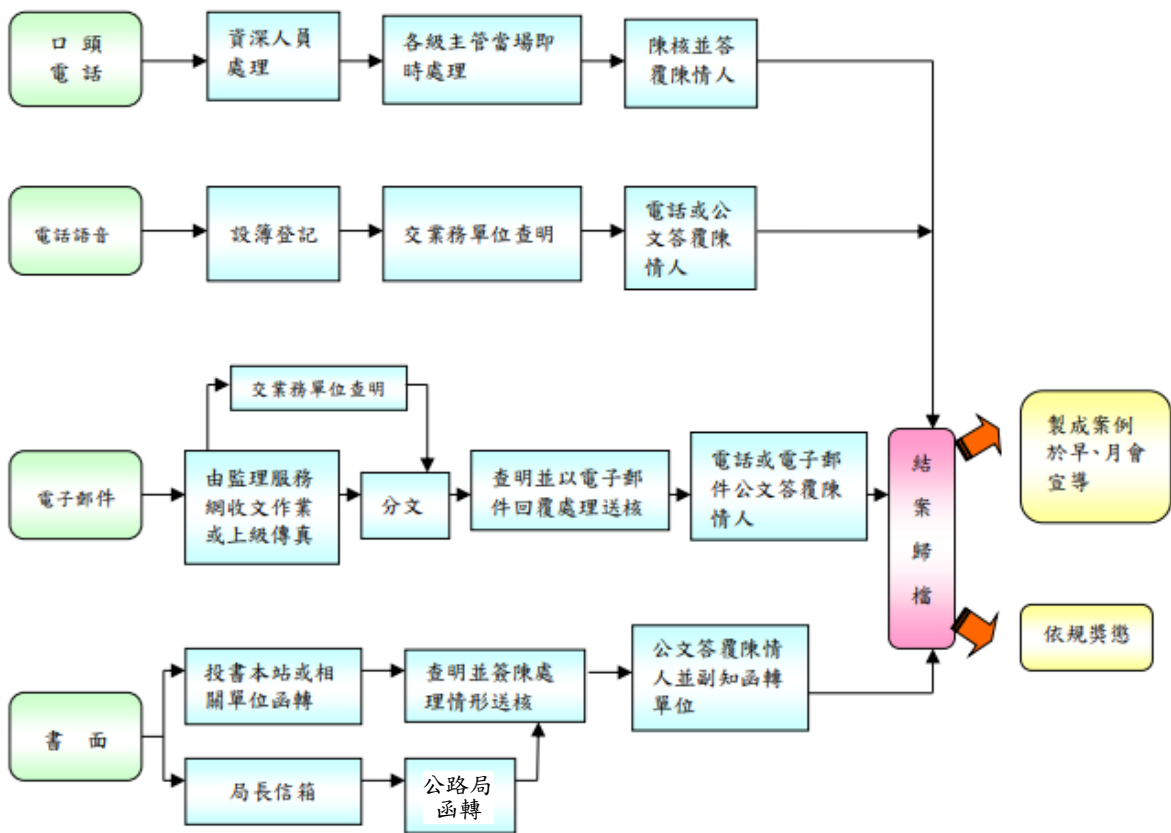 口 頭
電 話
資深人員
處理
各級主管當場即
時處理
陳核並答
覆陳情人
電話語音
設簿登記
交業務單位查明
電話或公
文答覆陳
情人
交業務單位查明
電子郵件
由監理服務
網收文作業
或上級傳真
分文
查明並以電子郵
件回覆處理送核
電話或電子郵
件公文答覆陳
情人
結
案
歸
檔
製成案例
於早、月會
宣導
依規獎懲
書 面
投書本站或相
關單位函轉
查明並簽陳處
理情形送核
公文答覆陳情
人並副知函轉
單位
局長信箱
公路局
函轉